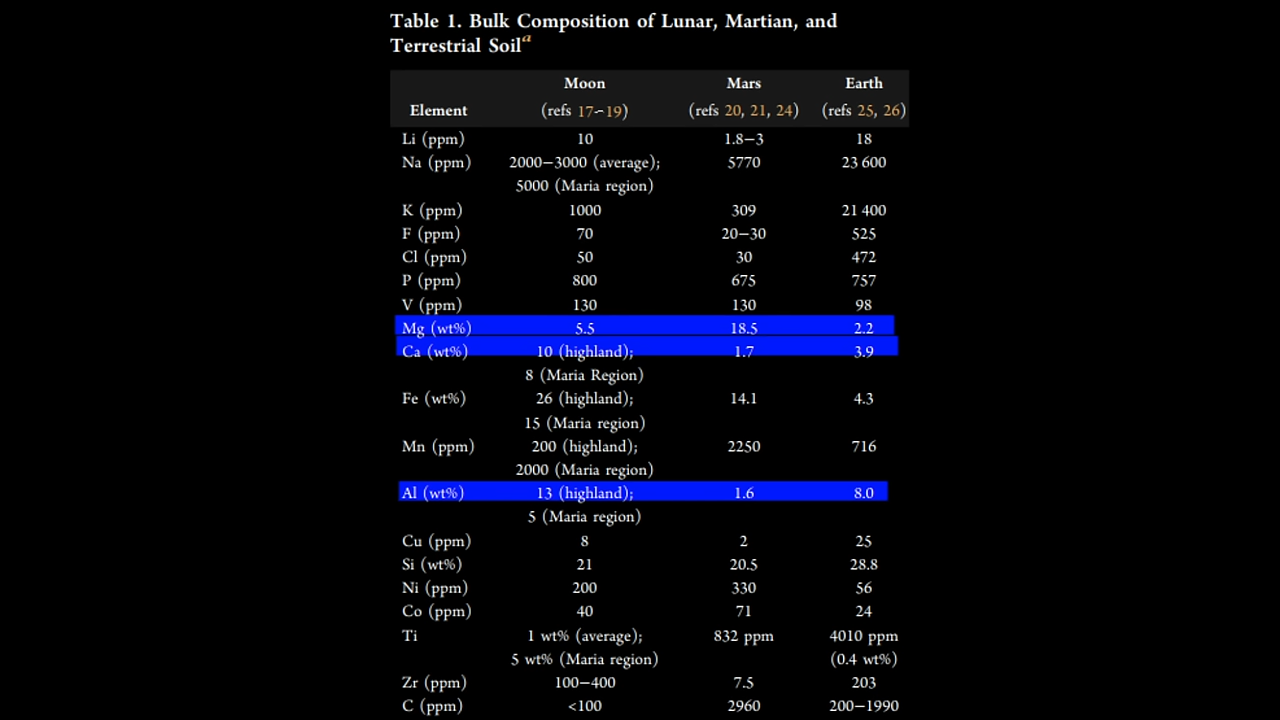 Table 1. Bulk Composition of Lunar, Martian, and
Terrestrial Soil a
Moon Mars Earth
Element (refs 17−19) (refs 20, 21, 24) (refs 25, 26)
Li (ppm) 10 1.8−3 18
Na (ppm) 2000−3000 (average); 5770 23 600
5000 (Maria region)
K (ppm) 1000 309 21 400
F (ppm) 70 20−30 525
Cl (ppm) 50 30 472
P (ppm) 800 675 757
V (ppm) 130 130 98
Mg (wt%) 5.5 18.5 2.2
Ca (wt%) 10 (highland); 1.7 3.9
8 (Maria Region)
Fe (wt%) 26 (highland); 14.1 4.3
15 (Maria region)
Mn (ppm) 200 (highland); 2250 716
2000 (Maria region)
Al (wt%) 13 (highland); 1.6 8.0
5 (Maria region)
Cu (ppm) 8 2 25
Si (wt%) 21 20.5 28.8
Ni (ppm) 200 330 56
Co (ppm) 40 71 24
Ti 1 wt% (average); 832 ppm 4010 ppm
5 wt% (Maria region) (0.4 wt%)
Zr (ppm) 100−400 7.5 203
C (ppm) <100 2960 200−1990